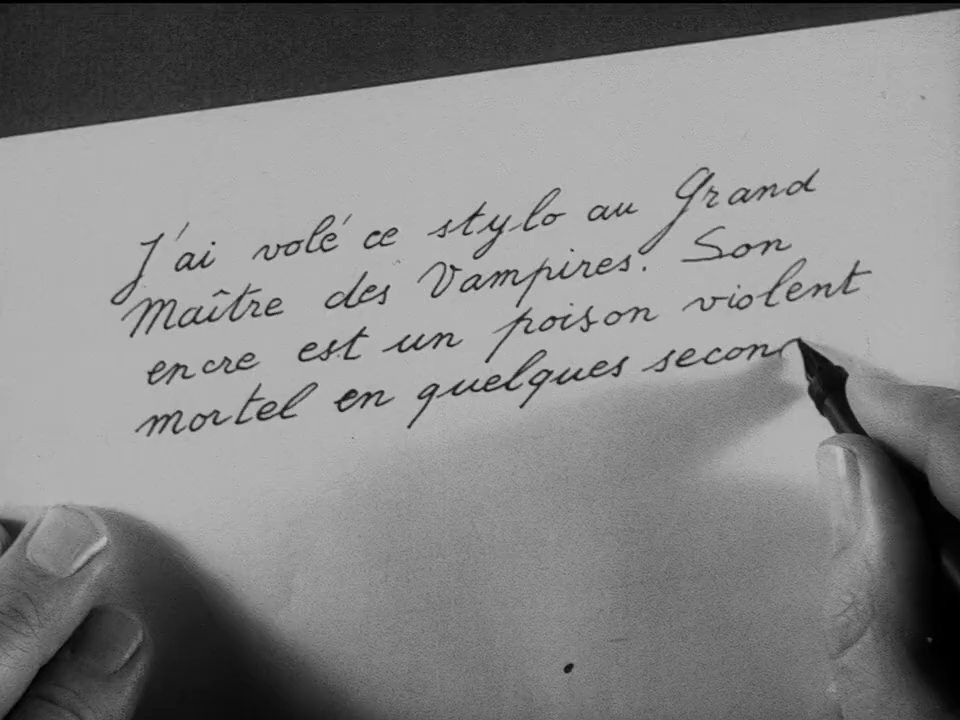 J'ai volé ce stylo au Grand
Maître des Vampires. Son
encre est un poison violent
mortel en quelques secon